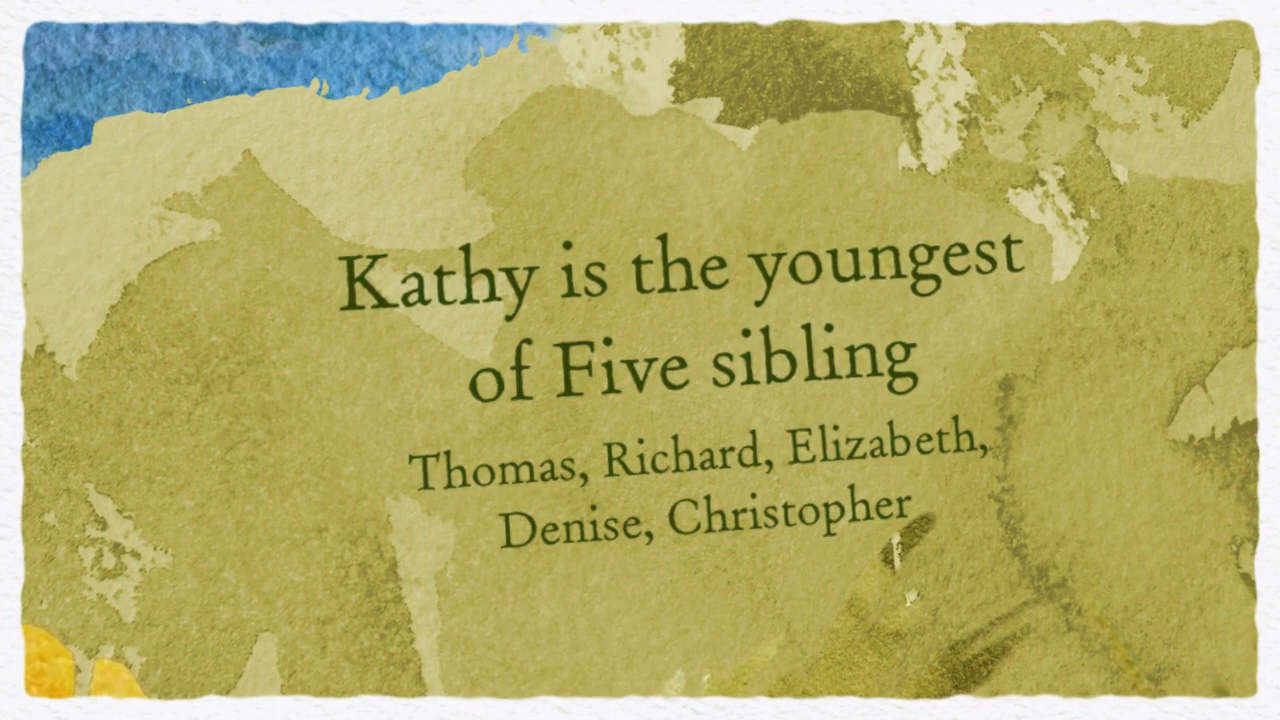 Kathy is the youngest
of Five sibling
Thomas, Richard, Elizabeth,
Denise, Christopher